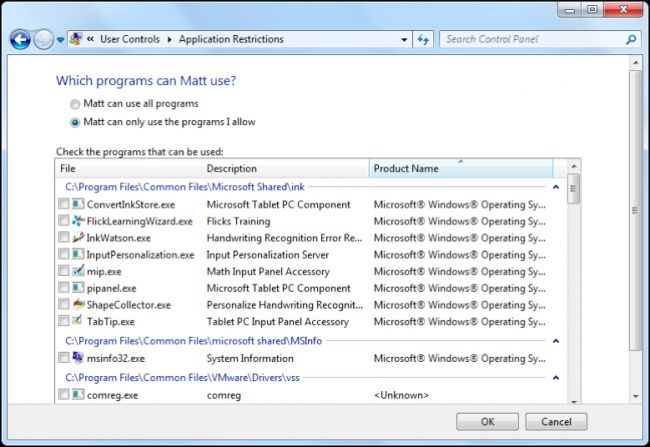 « User Controls Application Restrictions Search Control Panel
Which programs can Matt use?
Matt can use all programs
Matt can only use the programs I allow
Check the programs that can be used:
File Description Product Name
C:\Program Files\Common Files\Microsoft Shared\ink
ConvertInkStore.exe Microsoft Tablet PC Component Microsoft® Windows® Operating Sy...
FlickLearningWizard.exe Flicks Training Microsoft® Windows® Operating Sy...
InkWatson.exe Handwriting Recognition Error Re... Microsoft® Windows® Operating Sy...
InputPersonalization.exe Input Personalization Server Microsoft® Windows® Operating Sy...
mip.exe Math Input Panel Accessory Microsoft® Windows® Operating Sy...
pipanel.exe Microsoft Tablet PC Component Microsoft® Windows® Operating Sy...
ShapeCollector.exe Personalize Handwriting Recognit... Microsoft® Windows® Operating Sy...
TabTip.exe Tablet PC Input Panel Accessory Microsoft® Windows® Operating Sy...
C:\Program Files\Common Files\microsoft shared\MSInfo
msinfo32.exe System Information Microsoft® Windows® Operating Sy...
C:\Program Files\Common Files\VMware\Drivers\vss
comreg.exe comreg <Unknown>
OK Cancel